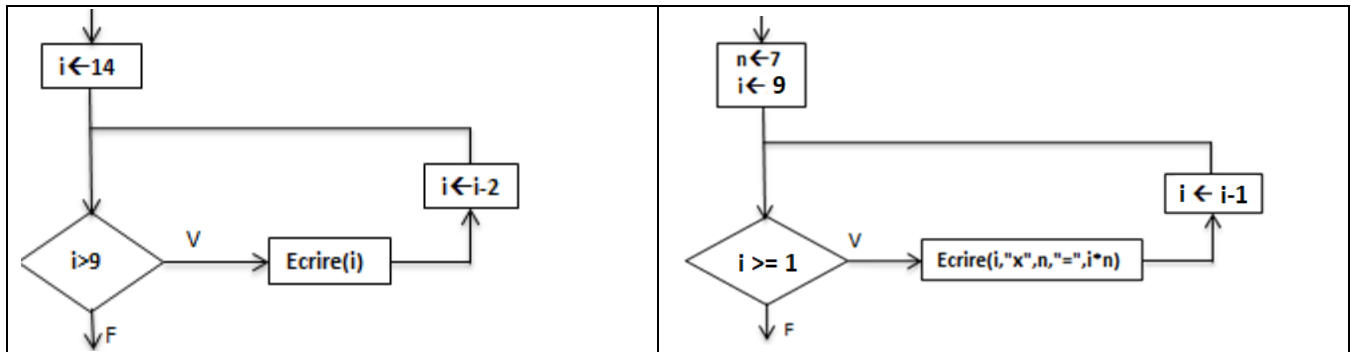 i←14
i←i-2
i>9
V
Ecrire(i)
F
n←7
i← 9
i ← i-1
i >= 1
V
Ecrire(i,"x",n,"=",i*n)
F